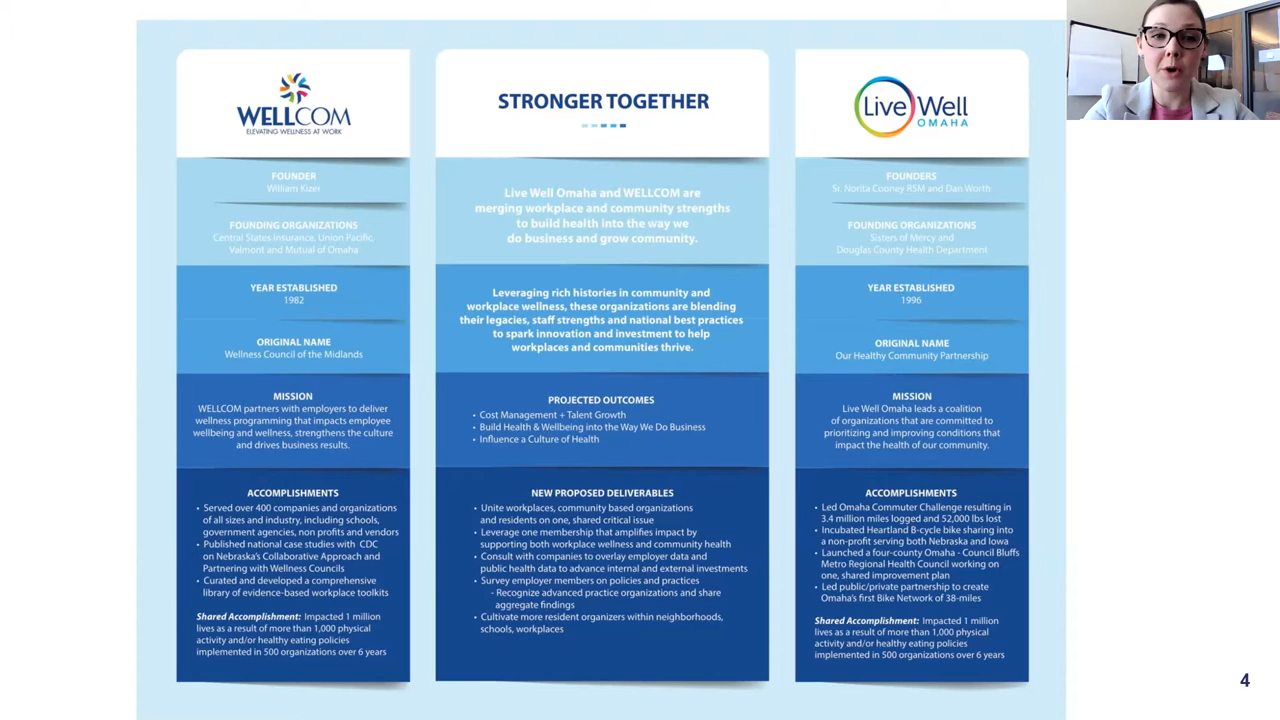 WELLCOM
ELEVATING WELLNESS AT WORK
FOUNDER
William Kizer
FOUNDING ORGANIZATIONS
Central States Insurance, Union Pacific,
Valmont and Mutual of Omaha
YEAR ESTABLISHED
1982
ORIGINAL NAME
Wellness Council of the Midlands
MISSION
WELLCOM partners with employers to deliver
wellness programming that impacts employee
wellbeing and wellness, strengthens the culture
and drives business results.
ACCOMPLISHMENTS
• Served over 400 companies and organizations
of all sizes and industry, including schools,
government agencies, non profits and vendors
• Published national case studies with CDC
on Nebraska's Collaborative Approach and
Partnering with Wellness Councils
• Curated and developed a comprehensive
library of evidence-based workplace toolkits
Shared Accomplishment: Impacted 1 million
lives as a result of more than 1,000 physical
activity and/or healthy eating policies
implemented in 500 organizations over 6 years
STRONGER TOGETHER
Live Well Omaha and WELLCOM are
merging workplace and community strengths
to build health into the way we
do business and grow community.
Leveraging rich histories in community and
workplace wellness, these organizations are blending
their legacies, staff strengths and national best practices
to spark innovation and investment to help
workplaces and communities thrive.
PROJECTED OUTCOMES
• Cost Management + Talent Growth
• Build Health & Wellbeing into the Way We Do Business
• Influence a Culture of Health
NEW PROPOSED DELIVERABLES
• Unite workplaces, community based organizations
and residents on one, shared critical issue
• Leverage one membership that amplifies impact by
supporting both workplace wellness and community health
• Consult with companies to overlay employer data and
public health data to advance internal and external investments
• Survey employer members on policies and practices
- Recognize advanced practice organizations and share
aggregate findings
• Cultivate more resident organizers within neighborhoods,
schools, workplaces
Live Well
OMAHA
FOUNDERS
Sr. Norita Cooney RSM and Dan Worth
FOUNDING ORGANIZATIONS
Sisters of Mercy and
Douglas County Health Department
YEAR ESTABLISHED
1996
ORIGINAL NAME
Our Healthy Community Partnership
MISSION
Live Well Omaha leads a coalition
of organizations that are committed to
prioritizing and improving conditions that
impact the health of our community.
ACCOMPLISHMENTS
• Led Omaha Commuter Challenge resulting in
3.4 million miles logged and 52,000 lbs lost
• Incubated Heartland B-cycle bike sharing into
a non-profit serving both Nebraska and Iowa
• Launched a four-county Omaha - Council Bluffs
Metro Regional Health Council working on
one, shared improvement plan
• Led public/private partnership to create
Omaha's first Bike Network of 38-miles
Shared Accomplishment: Impacted 1 million
lives as a result of more than 1,000 physical
activity and/or healthy eating policies
implemented in 500 organizations over 6 years
4